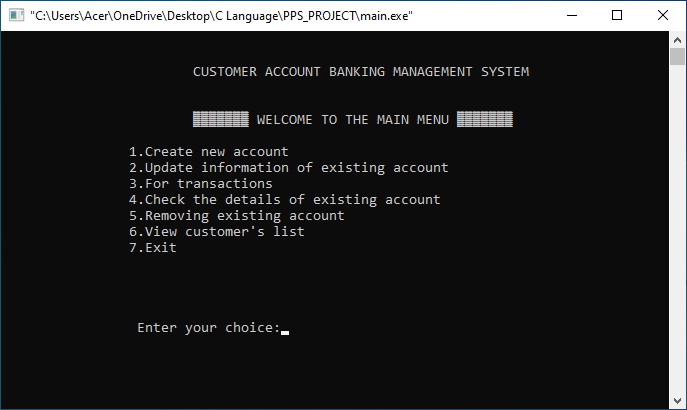 "C:\Users\Acer\OneDrive\Desktop\C Language\PPS_PROJECT\main.exe"
CUSTOMER ACCOUNT BANKING MANAGEMENT SYSTEM
▓▓▓▓▓▓▓ WELCOME TO THE MAIN MENU ▓▓▓▓▓▓▓
1.Create new account
2.Update information of existing account
3.For transactions
4.Check the details of existing account
5.Removing existing account
6.View customer's list
7.Exit
Enter your choice: